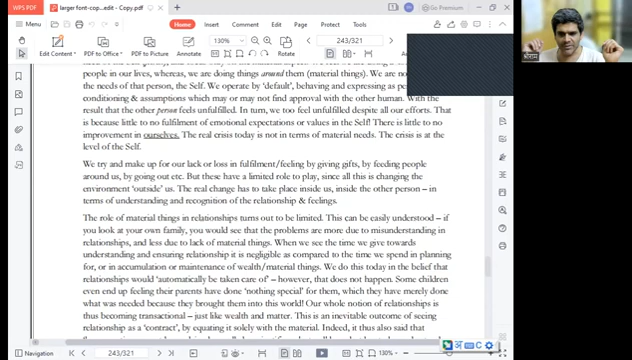 WPS PDF
larger font-cop...edit - Copy.pdf
Go Premium
Home
Edit
Comment
Page
Protect
Tools
Edit Content
PDF to Office
PDF to Picture
Annotate
130%
243/321
people in our lives, whereas, we are doing things around them (material things). We are no
the needs of that person, the Self. We operate by 'default', behaving and expressing as pe
conditioning & assumptions which may or may not find approval with the other human. With the
result that the other person feels unfulfilled. In turn, we too feel unfulfilled despite all our efforts. That
is because little to no fulfilment of emotional expectations or values in the Self! There is little to no
improvement in ourselves. The real crisis today is not in terms of material needs. The crisis is at the
level of the Self.
We try and make up for our lack or loss in fulfilment/feeling by giving gifts, by feeding people
around us, by going out etc. But these have a limited role to play, since all this is changing the
environment 'outside' us. The real change has to take place inside us, inside the other person – in
terms of understanding and recognition of the relationship & feelings.
The role of material things in relationships turns out to be limited. This can be easily understood – if
you look at your own family, you would see that the problems are more due to misunderstanding in
relationships, and less due to lack of material things. When we see the time we give towards
understanding and ensuring relationship it is negligible as compared to the time we spend in planning
for, or in accumulation or maintenance of wealth/material things. We do this today in the belief that
relationships would 'automatically be taken care of' – however, that does not happen. Some children
even end up feeling their parents have done 'nothing special' for them, which they have merely done
what was needed because they brought them into this world! Our whole notion of relationships is
thus becoming transactional – just like wealth and matter. This is an inevitable outcome of seeing
relationship as a 'contract', by equating it solely with the material. Indeed, it thus also said that
Navigation
243/321
130%
श्रीराम